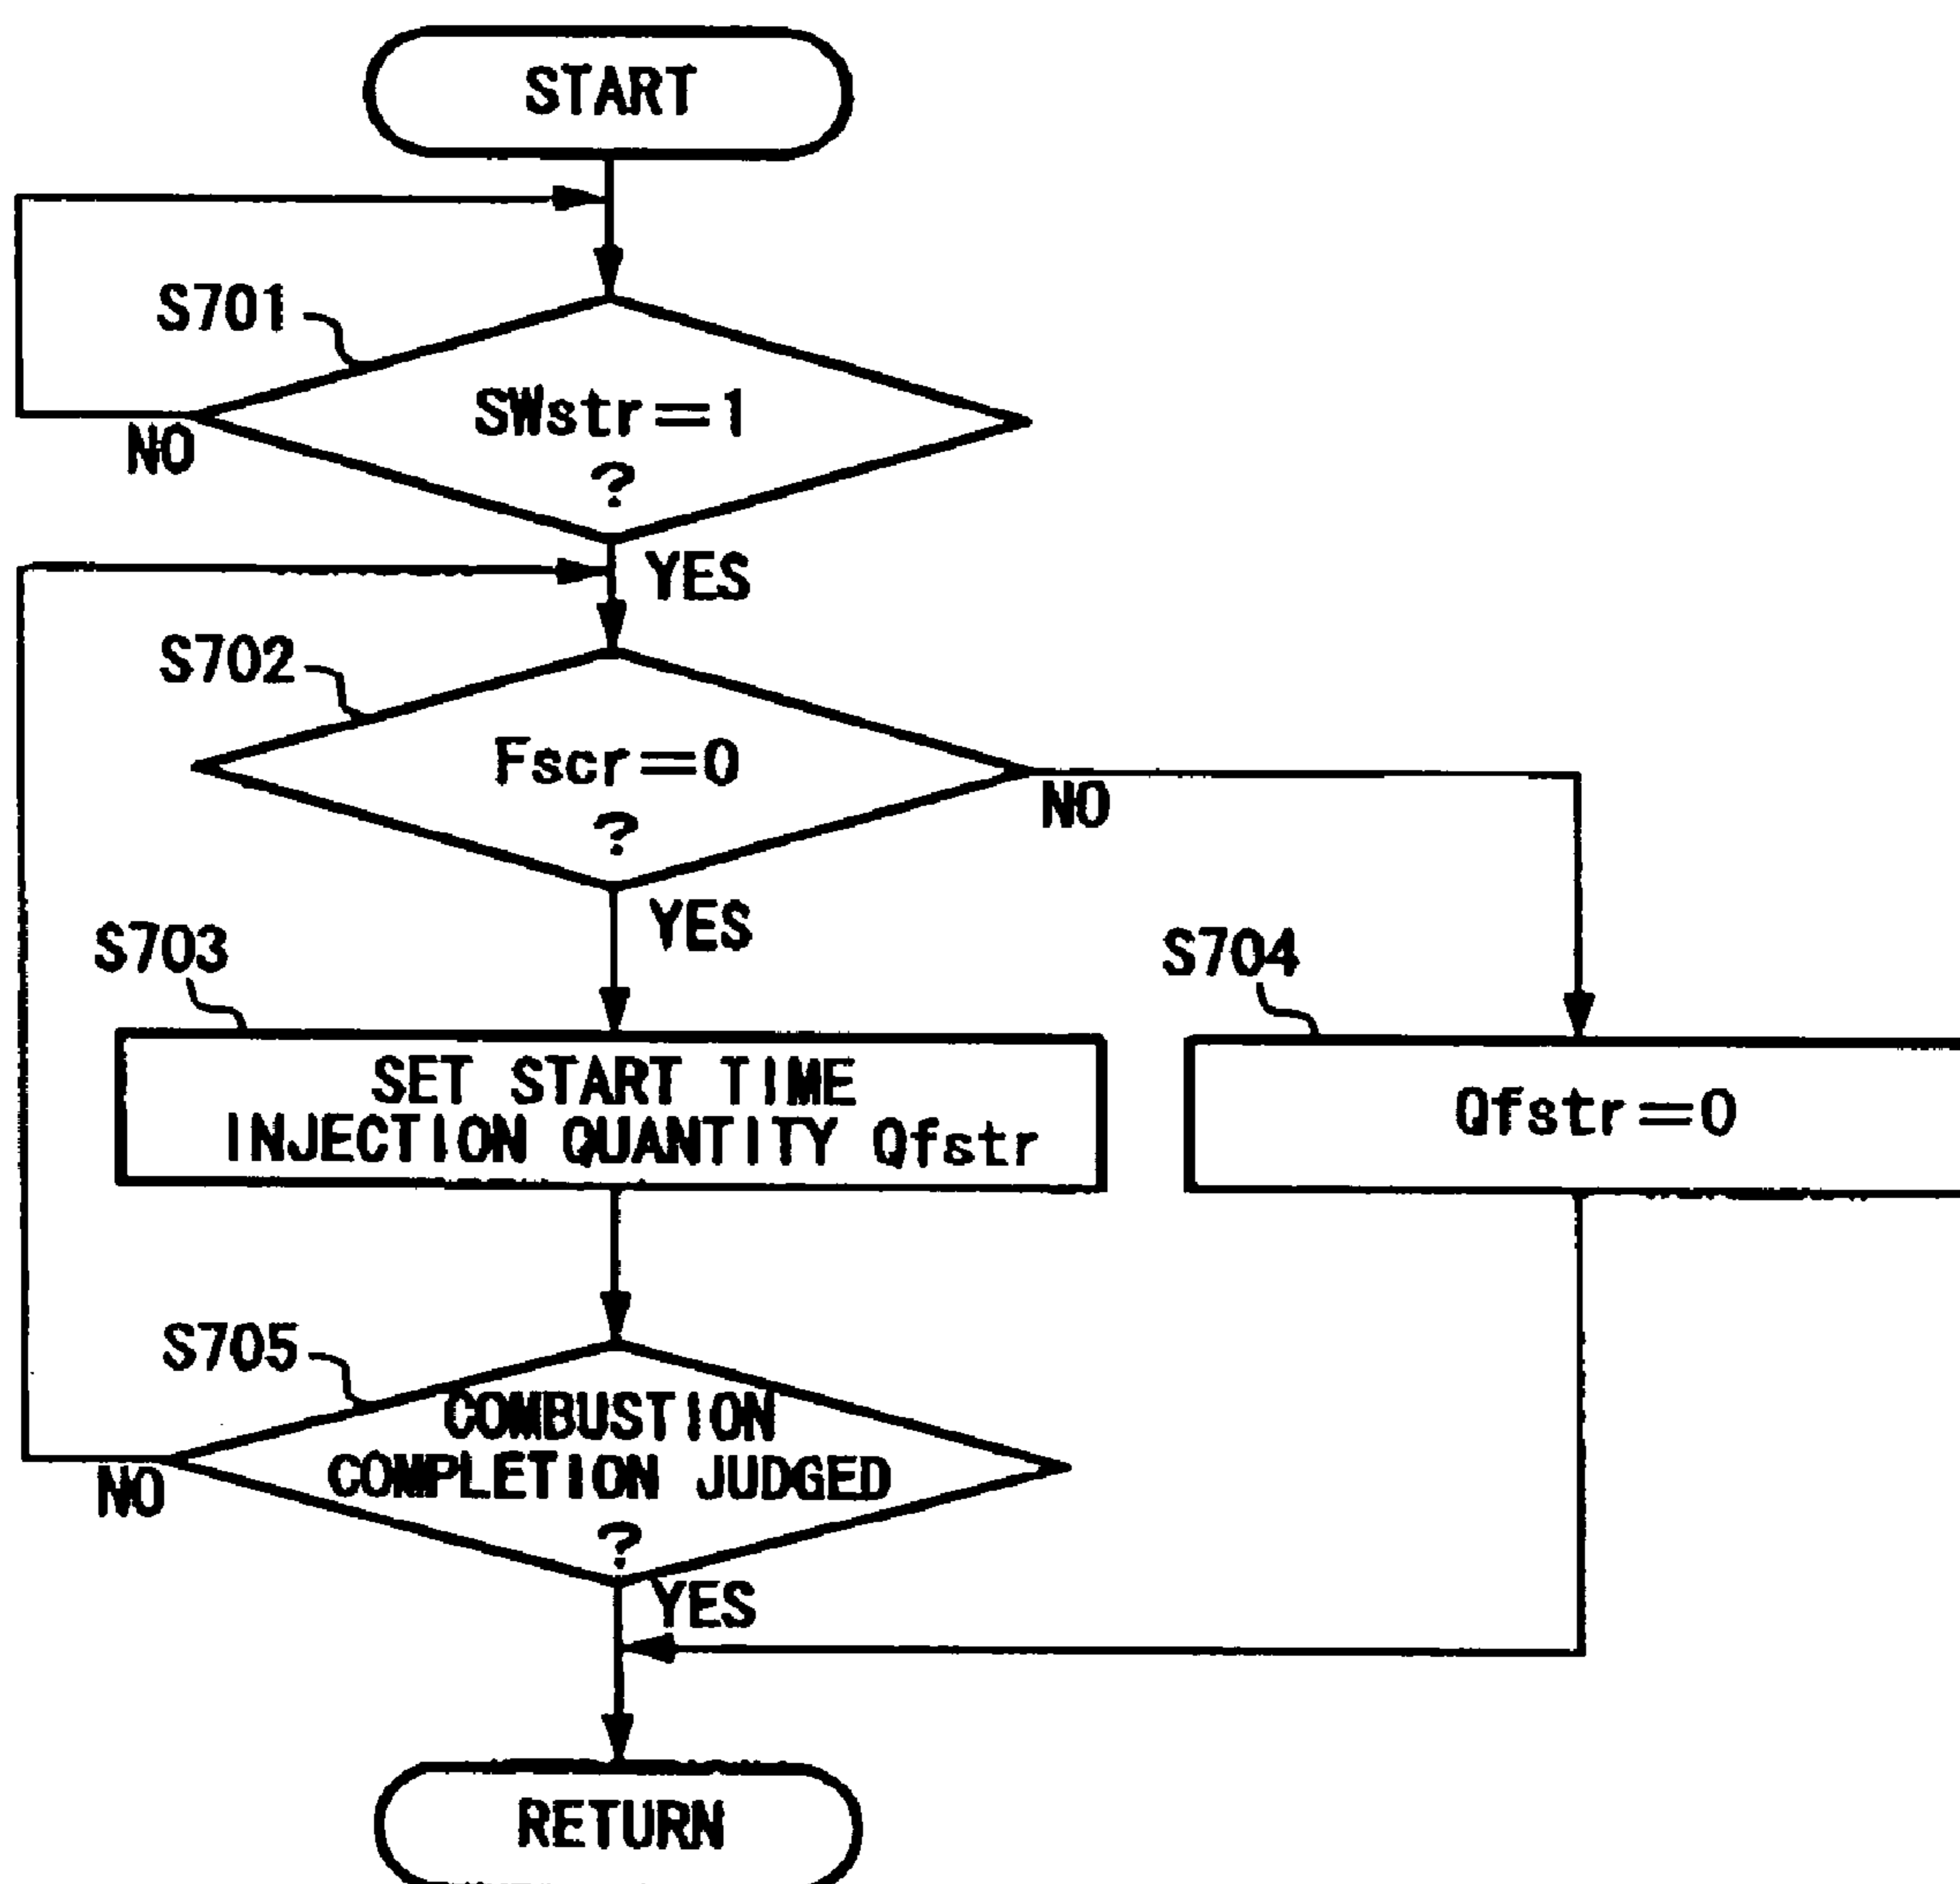 START
S701
SWstr=1
?
NO
YES
S702
Fscr=0
?
NO
YES
S703
S704
SET START TIME
INJECTION QUANTITY Qfstr
Qfstr=0
S705
COMBUSTION
COMPLETION JUDGED
?
NO
YES
RETURN